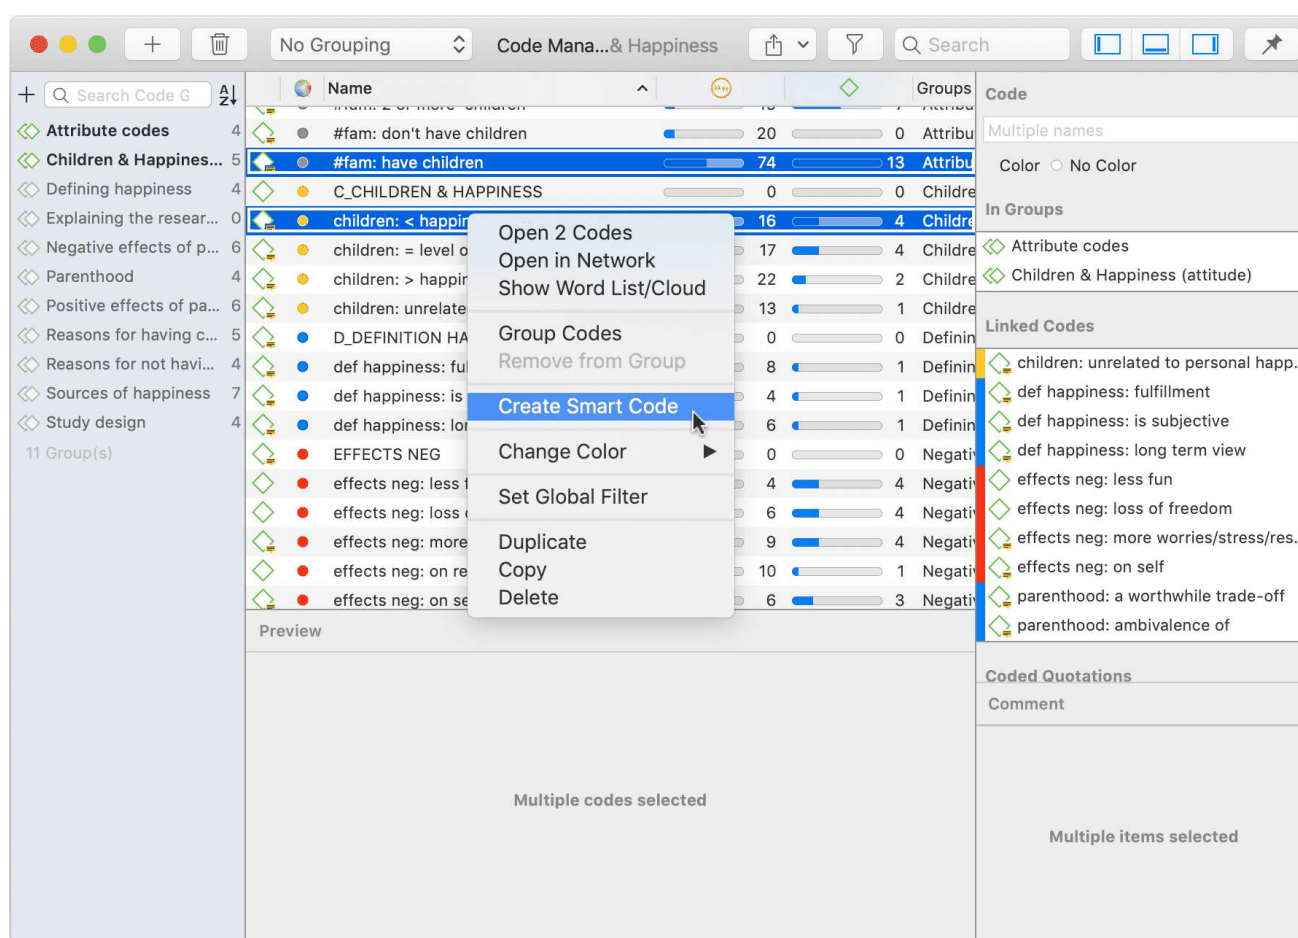 No Grouping
Code Mana...& Happiness
Search
Search Code G
Name
Groups
Code
Attribute codes 4
Children & Happines... 5
Defining happiness 4
Explaining the resear... 0
Negative effects of p... 6
Parenthood 4
Positive effects of pa... 6
Reasons for having c... 5
Reasons for not havi... 4
Sources of happiness 7
Study design 4
11 Group(s)
#fam: don't have children 20 0 Attribu
#fam: have children 74 13 Attribu
C_CHILDREN & HAPPINESS 0 0 Childre
children: < happin 16 4 Childre
children: = level o 17 4 Childre
children: > happin 22 2 Childre
children: unrelate 13 1 Childre
D_DEFINITION HA 0 0 Definin
def happiness: ful 8 1 Definin
def happiness: is 4 1 Definin
def happiness: lon 6 1 Definin
EFFECTS NEG 0 0 Negativ
effects neg: less f 4 4 Negativ
effects neg: loss o 6 4 Negativ
effects neg: more 9 4 Negativ
effects neg: on re 10 1 Negativ
effects neg: on se 6 3 Negativ
Open 2 Codes
Open in Network
Show Word List/Cloud
Group Codes
Remove from Group
Create Smart Code
Change Color
Set Global Filter
Duplicate
Copy
Delete
Preview
Multiple codes selected
Multiple names
Color No Color
In Groups
Attribute codes
Children & Happiness (attitude)
Linked Codes
children: unrelated to personal happ.
def happiness: fulfillment
def happiness: is subjective
def happiness: long term view
effects neg: less fun
effects neg: loss of freedom
effects neg: more worries/stress/res.
effects neg: on self
parenthood: a worthwhile trade-off
parenthood: ambivalence of
Coded Quotations
Comment
Multiple items selected